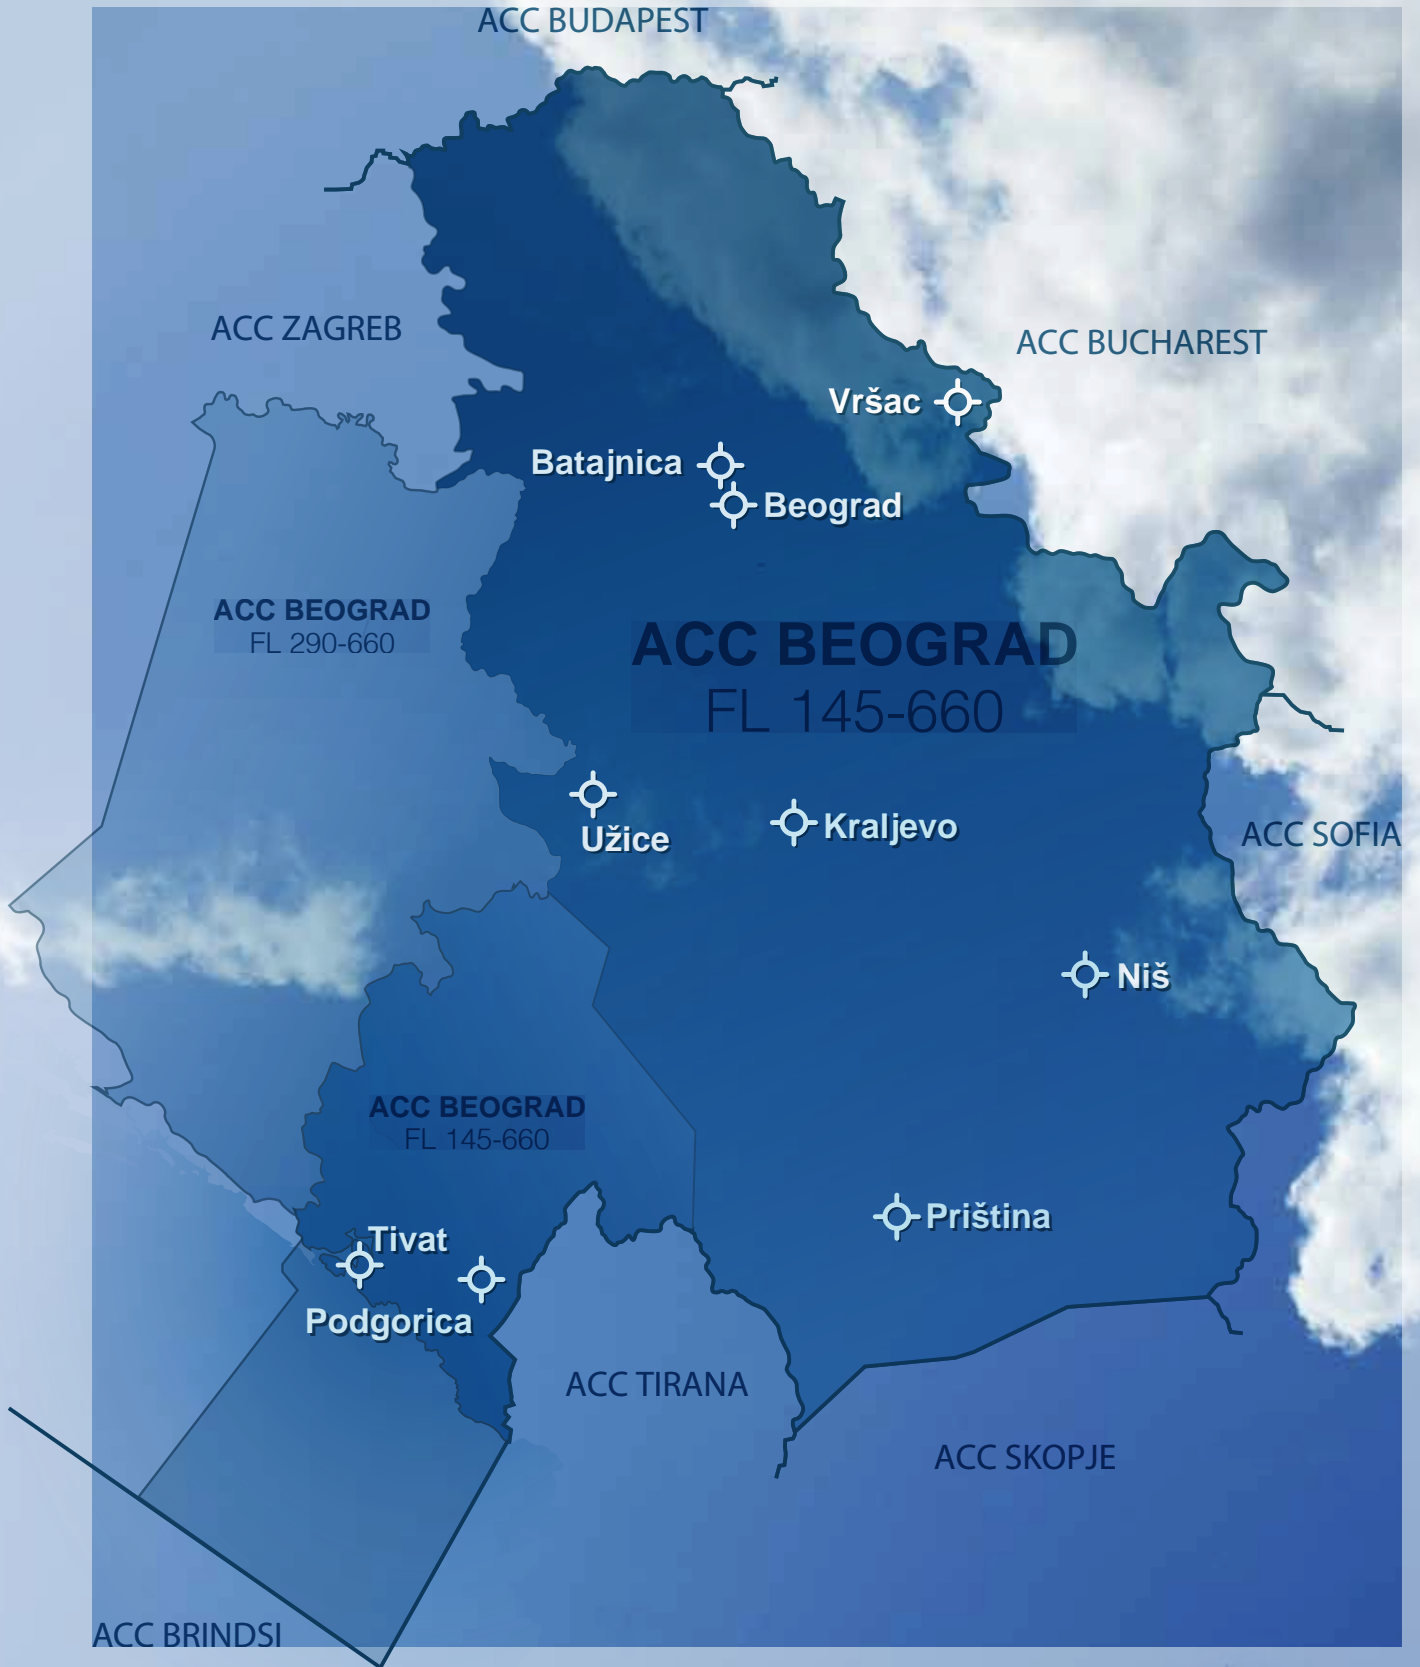 ACC BUDAPEST
ACC ZAGREB
ACC BUCHAREST
Vršac
Batajnica
Beograd
ACC BEOGRAD
FL 290-660
ACC BEOGRAD
FL 145-660
Užice
Kraljevo
ACC SOFIA
Niš
ACC BEOGRAD
FL 145-660
Priština
Tivat
Podgorica
ACC TIRANA
ACC SKOPJE
ACC BRINDSI